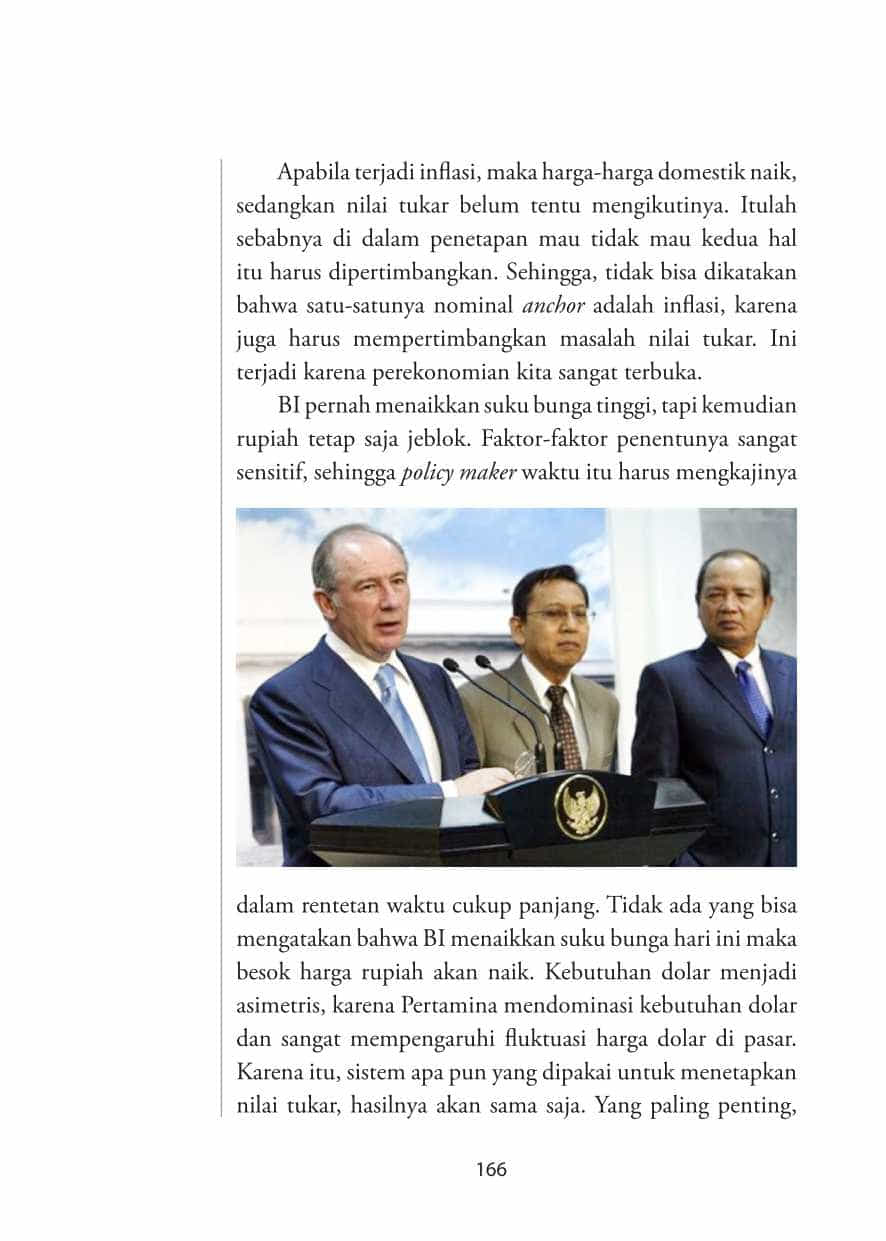 Apabila terjadi inflasi, maka harga-harga domestik naik,
sedangkan nilai tukar belum tentu mengikutinya. Itulah
sebabnya di dalam penetapan mau tidak mau kedua hal
itu harus dipertimbangkan. Sehingga, tidak bisa dikatakan
bahwa satu-satunya nominal anchor adalah inflasi, karena
juga harus mempertimbangkan masalah nilai tukar. Ini
terjadi karena perekonomian kita sangat terbuka.
BI pernah menaikkan suku bunga tinggi, tapi kemudian
rupiah tetap saja jeblok. Faktor-faktor penentunya sangat
sensitif, sehingga policy maker waktu itu harus mengkajinya
dalam rentetan waktu cukup panjang. Tidak ada yang bisa
mengatakan bahwa BI menaikkan suku bunga hari ini maka
besok harga rupiah akan naik. Kebutuhan dolar menjadi
asimetris, karena Pertamina mendominasi kebutuhan dolar
dan sangat mempengaruhi fluktuasi harga dolar di pasar.
Karena itu, sistem apa pun yang dipakai untuk menetapkan
nilai tukar, hasilnya akan sama saja. Yang paling penting,
166